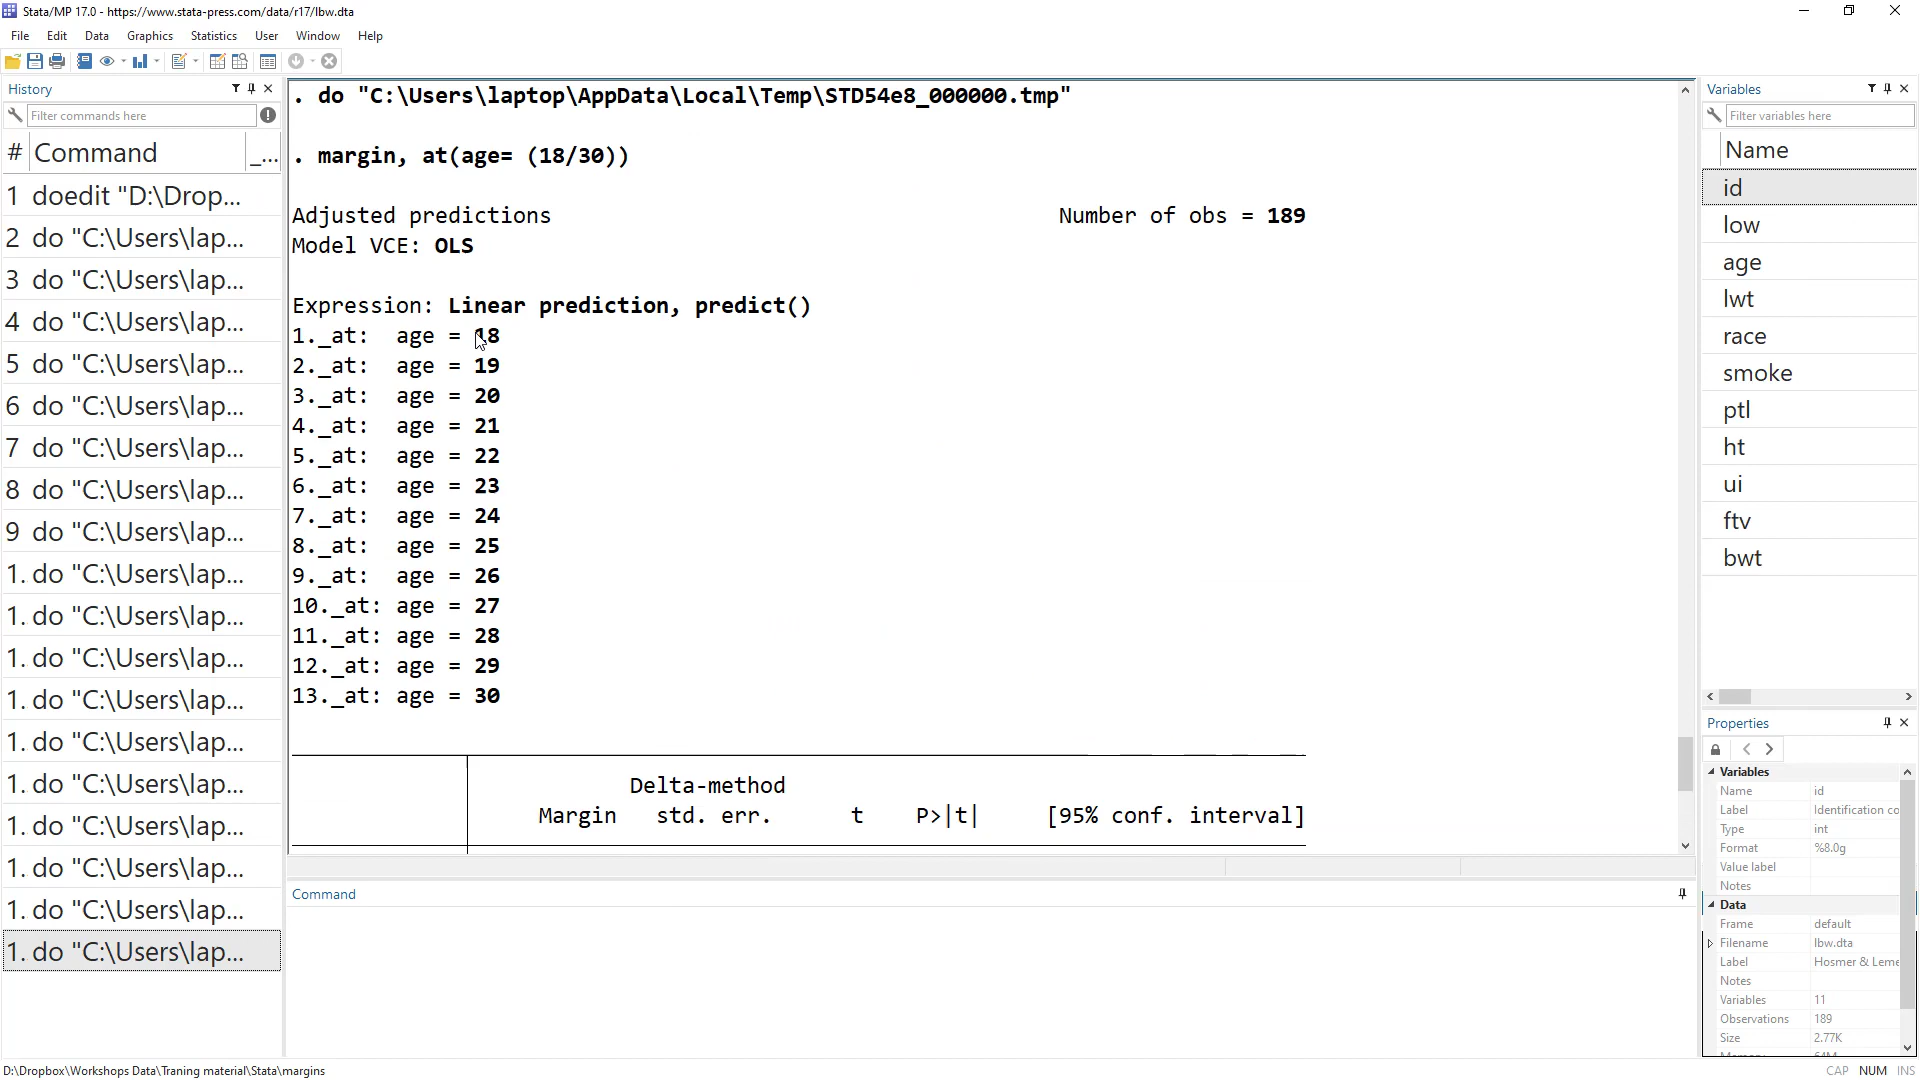 Stata/MP 17.0 - https://www.stata-press.com/data/r17/lbw.dta
File Edit Data Graphics Statistics User Window Help
History
Filter commands here
# Command _...
1 doedit "D:\Drop...
2 do "C:\Users\lap...
3 do "C:\Users\lap...
4 do "C:\Users\lap...
5 do "C:\Users\lap...
6 do "C:\Users\lap...
7 do "C:\Users\lap...
8 do "C:\Users\lap...
9 do "C:\Users\lap...
1. do "C:\Users\lap...
1. do "C:\Users\lap...
1. do "C:\Users\lap...
1. do "C:\Users\lap...
1. do "C:\Users\lap...
1. do "C:\Users\lap...
1. do "C:\Users\lap...
1. do "C:\Users\lap...
1. do "C:\Users\lap...
1. do "C:\Users\lap...
. do "C:\Users\laptop\AppData\Local\Temp\STD54e8_000000.tmp"
. margin, at(age= (18/30))
Adjusted predictions Number of obs = 189
Model VCE: OLS
Expression: Linear prediction, predict()
1._at: age = 18
2._at: age = 19
3._at: age = 20
4._at: age = 21
5._at: age = 22
6._at: age = 23
7._at: age = 24
8._at: age = 25
9._at: age = 26
10._at: age = 27
11._at: age = 28
12._at: age = 29
13._at: age = 30
Delta-method
Margin std. err. t P>|t| [95% conf. interval]
Command
Variables
Filter variables here
Name
id
low
age
lwt
race
smoke
ptl
ht
ui
ftv
bwt
Properties
Variables
Name id
Label Identification co
Type int
Format %8.0g
Value label
Notes
Data
Frame default
Filename lbw.dta
Label Hosmer & Leme
Notes
Variables 11
Observations 189
Size 2.77K
D:\Dropbox\Workshops Data\Traning material\Stata\margins
CAP NUM INS